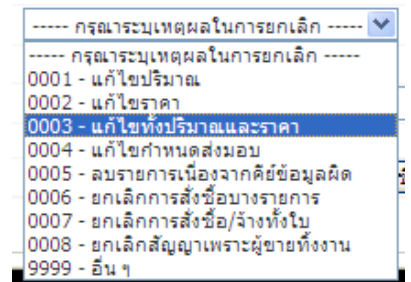 ----- กรุณาระบุเหตุผลในการยกเลิก -----
----- กรุณาระบุเหตุผลในการยกเลิก -----
0001 - แก้ไขปริมาณ
0002 - แก้ไขราคา
0003 - แก้ไขทั้งปริมาณและราคา
0004 - แก้ไขกำหนดส่งมอบ
0005 - ลบรายการเนื่องจากคีย์ข้อมูลผิด
0006 - ยกเลิกการสั่งซื้อบางรายการ
0007 - ยกเลิกการสั่งซื้อ/จ้างทั้งใบ
0008 - ยกเลิกสัญญาเพราะผู้ขายทิ้งงาน
9999 - อื่น ๆ